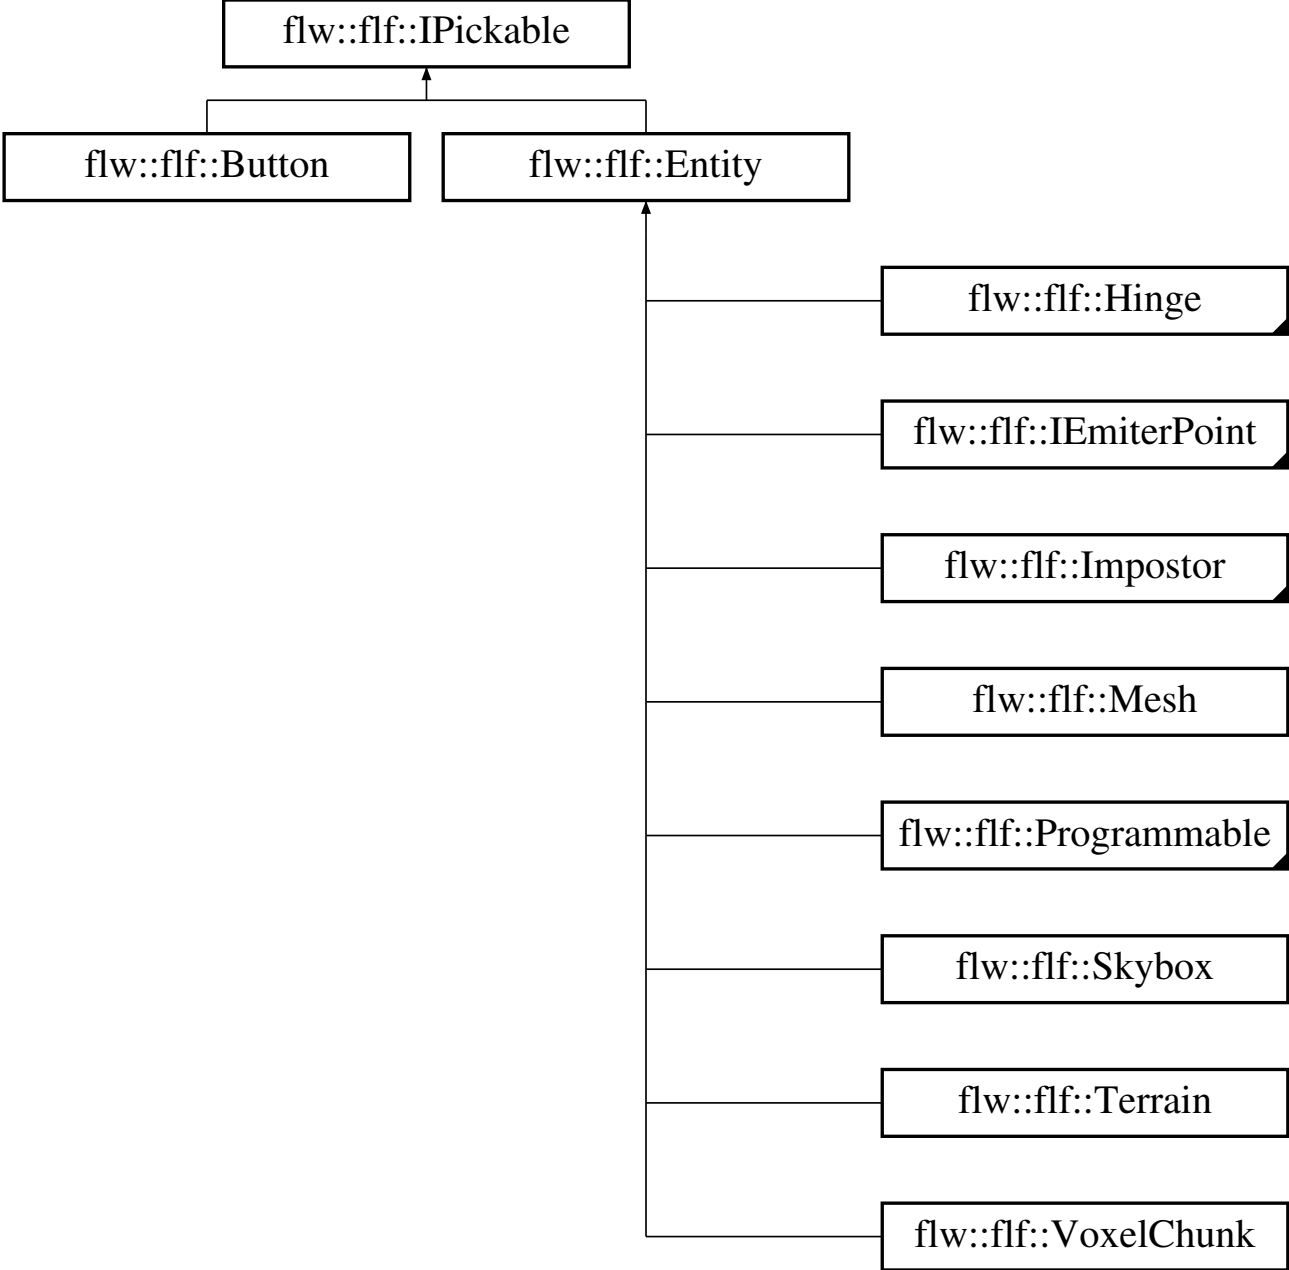 flw::flf::IPickable
flw::flf::Button
flw::flf::Entity
flw::flf::Hinge
flw::flf::IEmiterPoint
flw::flf::Impostor
flw::flf::Mesh
flw::flf::Programmable
flw::flf::Skybox
flw::flf::Terrain
flw::flf::VoxelChunk